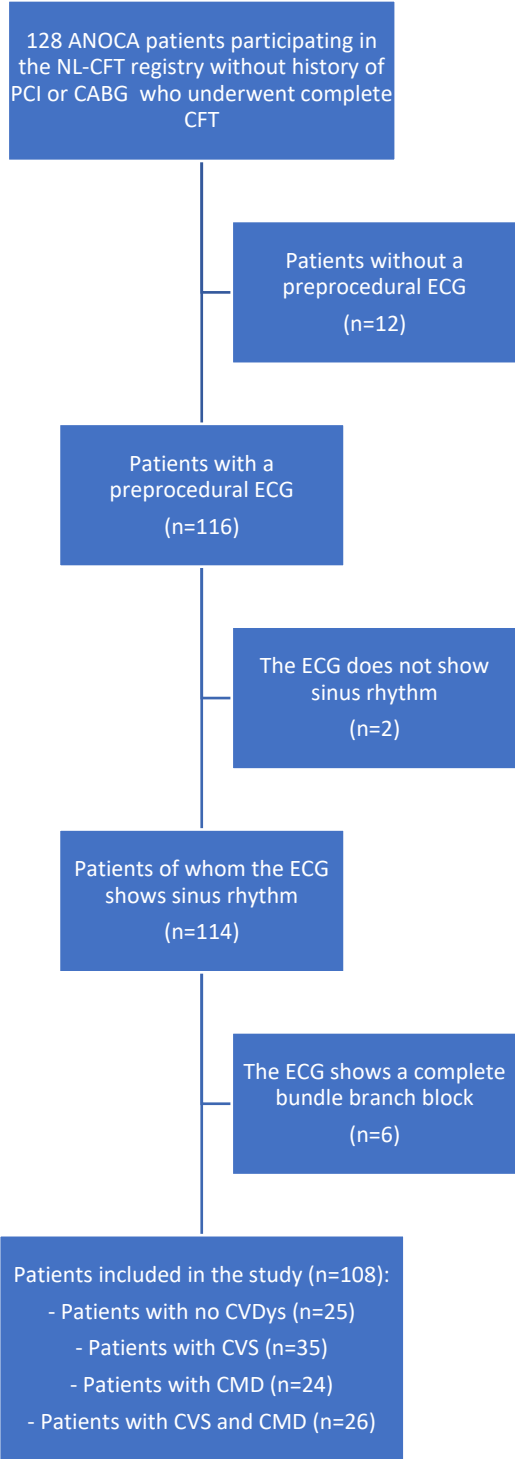 128 ANOCA patients participating in
the NL-CFT registry without history of
PCI or CABG who underwent complete
CFT
Patients without a
preprocedural ECG
(n=12)
Patients with a
preprocedural ECG
(n=116)
The ECG does not show
sinus rhythm
(n=2)
Patients of whom the ECG
shows sinus rhythm
(n=114)
The ECG shows a complete
bundle branch block
(n=6)
Patients included in the study (n=108):
- Patients with no CVDys (n=25)
- Patients with CVS (n=35)
- Patients with CMD (n=24)
- Patients with CVS and CMD (n=26)